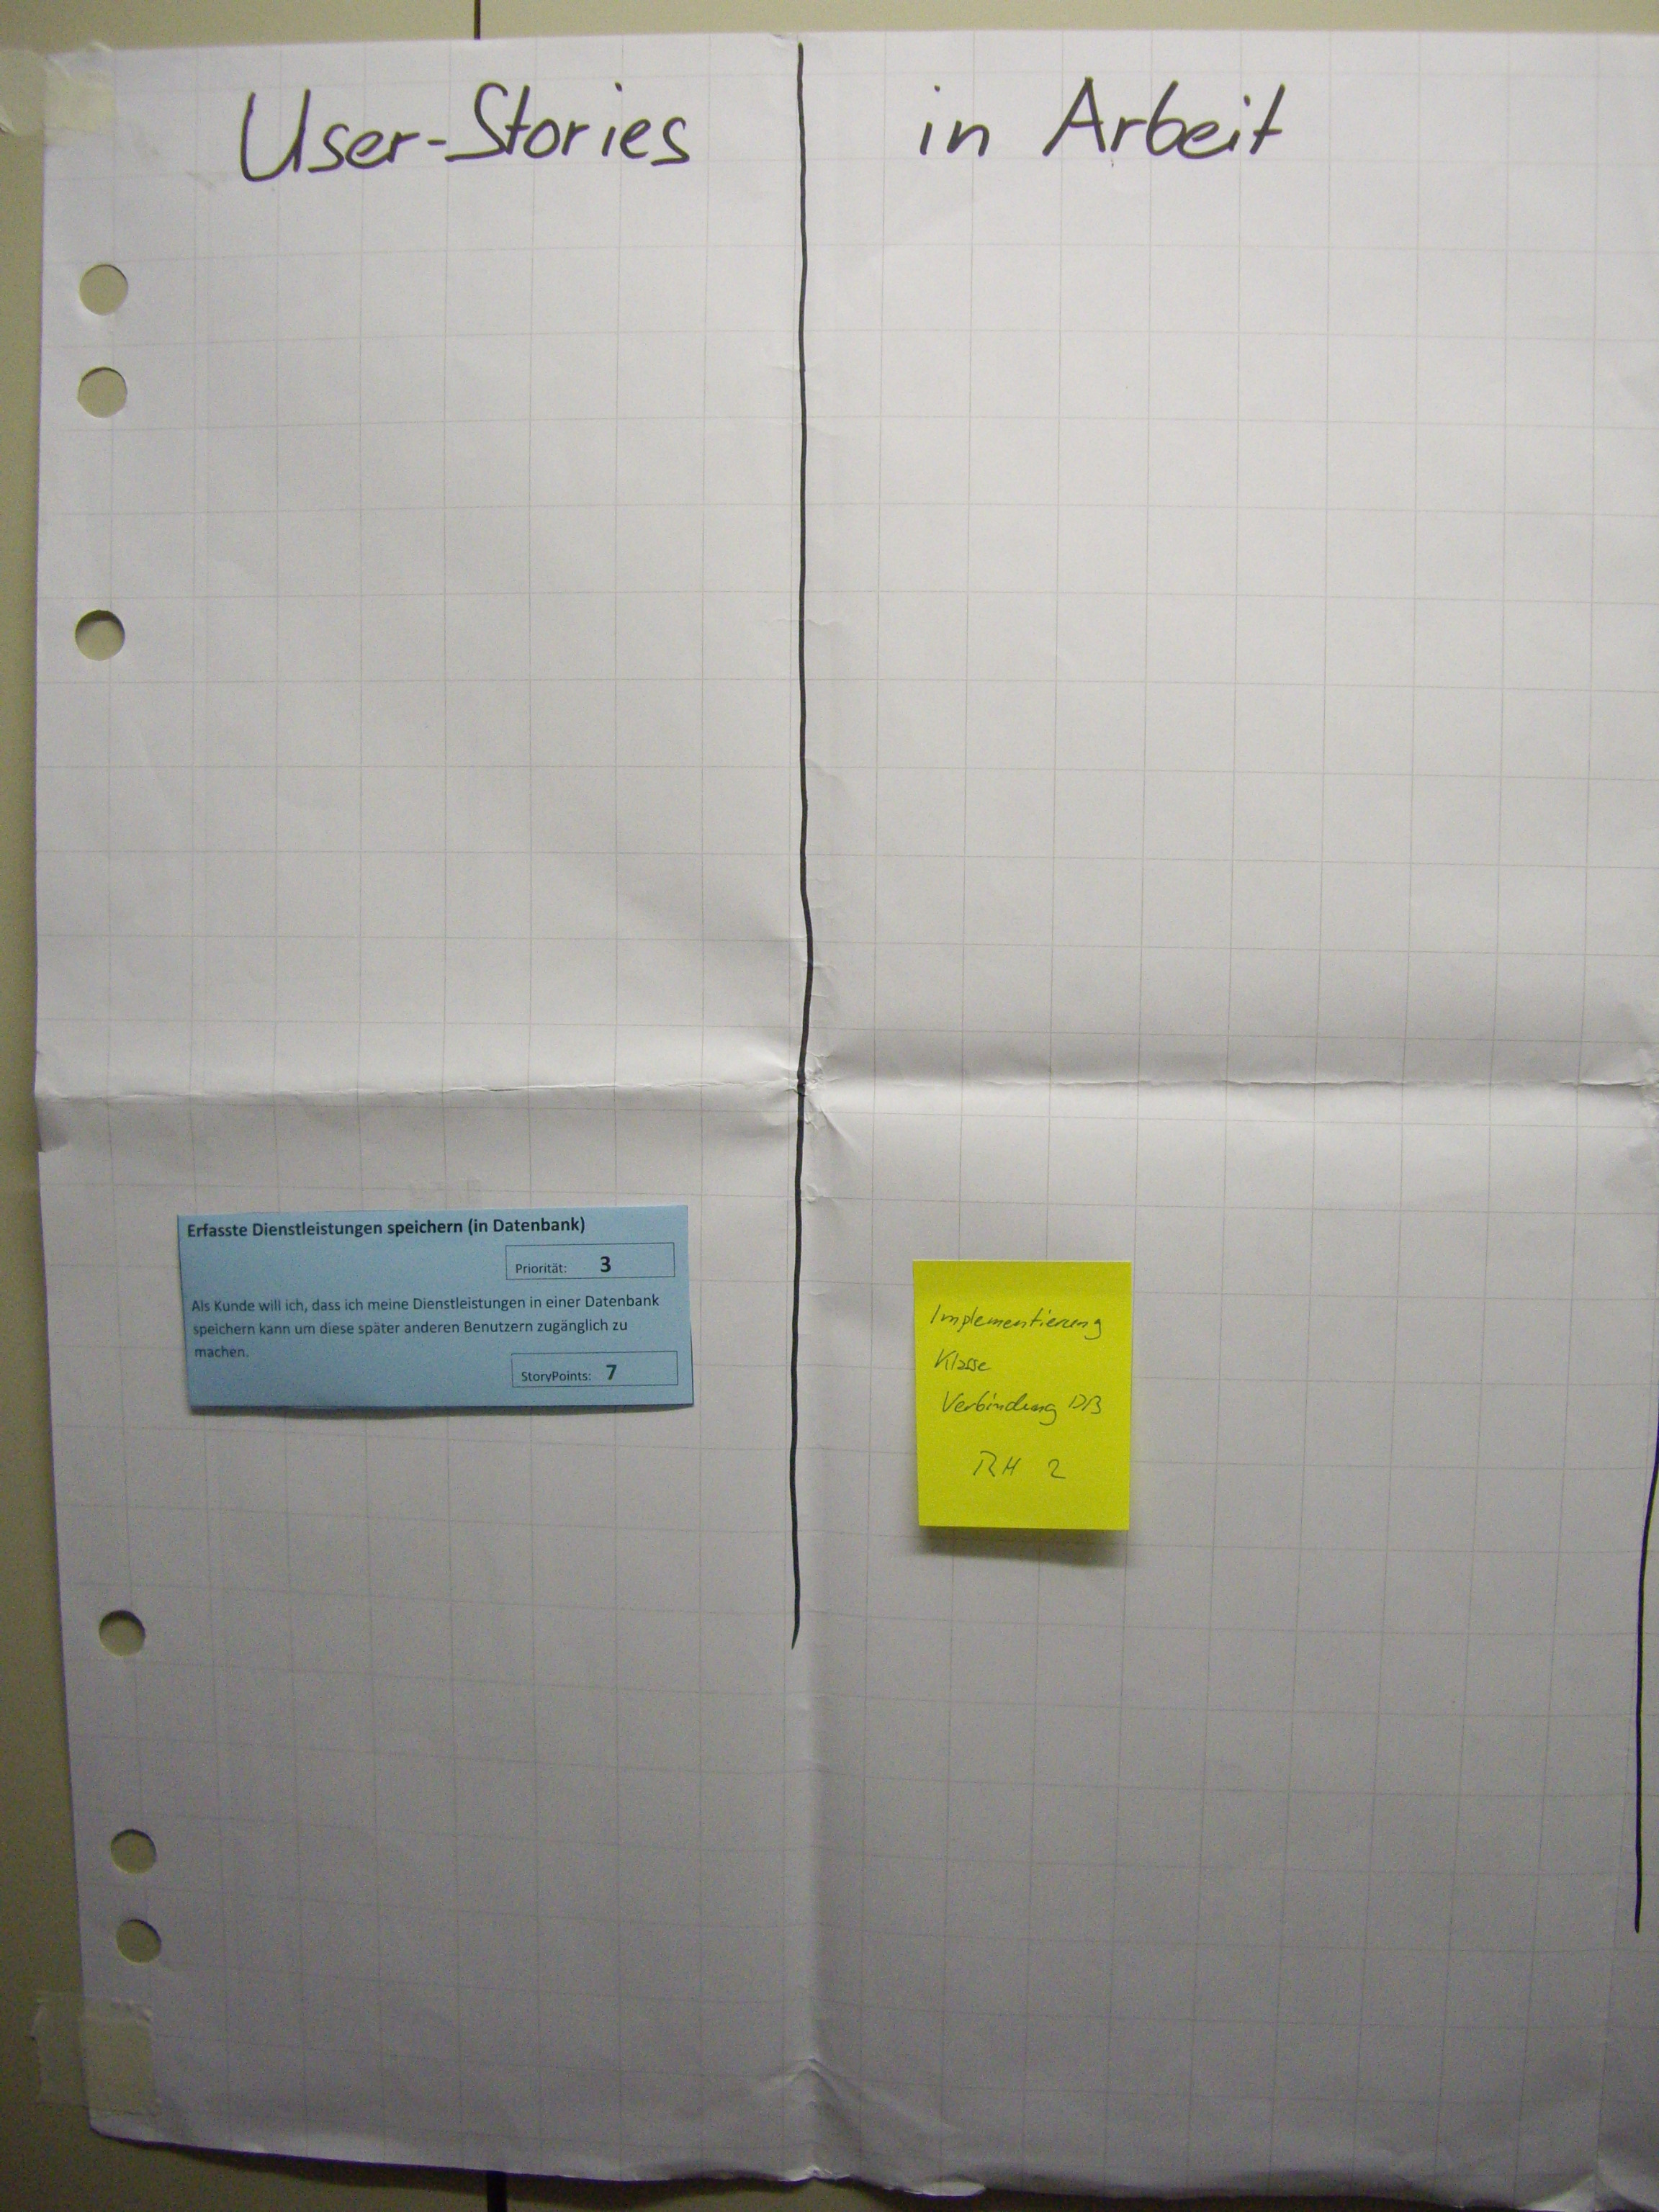 User-Stories
in Arbeit
Erfasste Dienstleistungen speichern (in Datenbank)
Priorität: 3
Als Kunde will ich, dass ich meine Dienstleistungen in einer Datenbank
speichern kann um diese später anderen Benutzern zugänglich zu
machen.
StoryPoints: 7
Implementierung
Klasse
Verbindung DB
RH 2